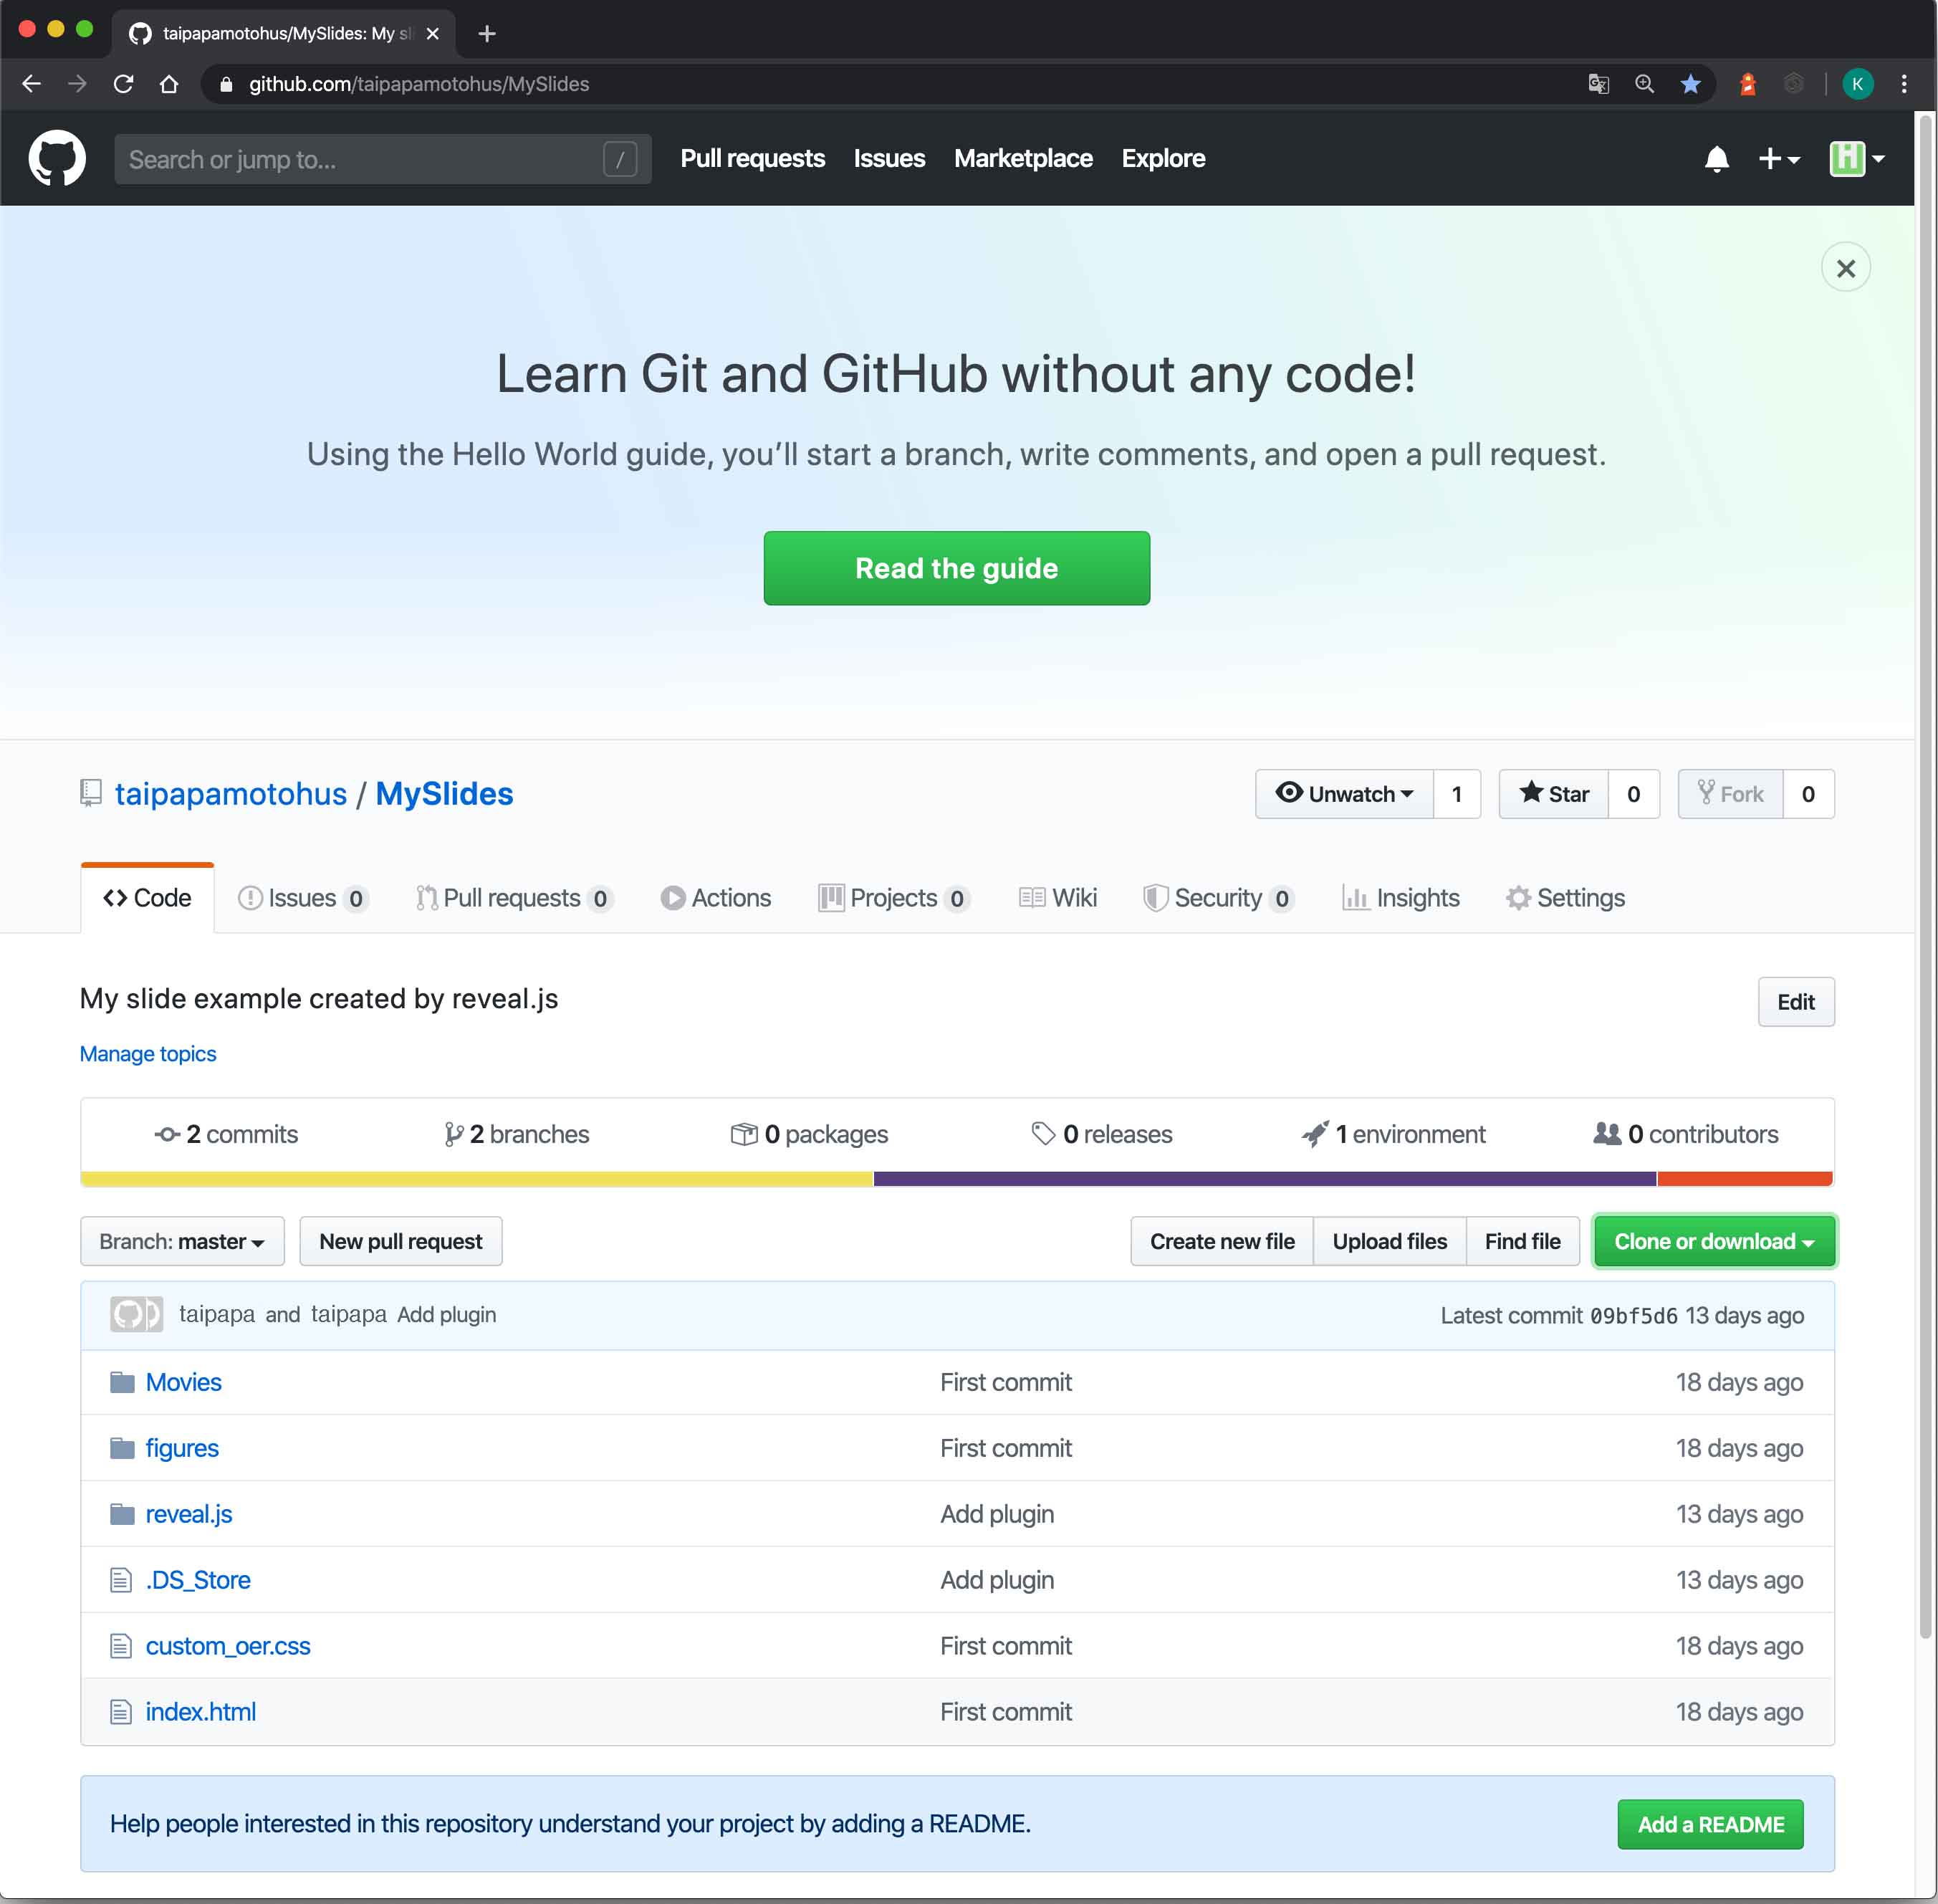 taipapamotohus/MySlides: My sl
github.com/taipapamotohus/MySlides
K
Search or jump to... /
Pull requests Issues Marketplace Explore
Learn Git and GitHub without any code!
Using the Hello World guide, you’ll start a branch, write comments, and open a pull request.
Read the guide
taipapamotohus / MySlides
Unwatch 1 Star 0 Fork 0
Code Issues 0 Pull requests 0 Actions Projects 0 Wiki Security 0 Insights Settings
My slide example created by reveal.js
Edit
Manage topics
2 commits 2 branches 0 packages 0 releases 1 environment 0 contributors
Branch: master New pull request Create new file Upload files Find file Clone or download
taipapa and taipapa Add plugin Latest commit 09bf5d6 13 days ago
Movies First commit 18 days ago
figures First commit 18 days ago
reveal.js Add plugin 13 days ago
.DS_Store Add plugin 13 days ago
custom_oer.css First commit 18 days ago
index.html First commit 18 days ago
Help people interested in this repository understand your project by adding a README.
Add a README